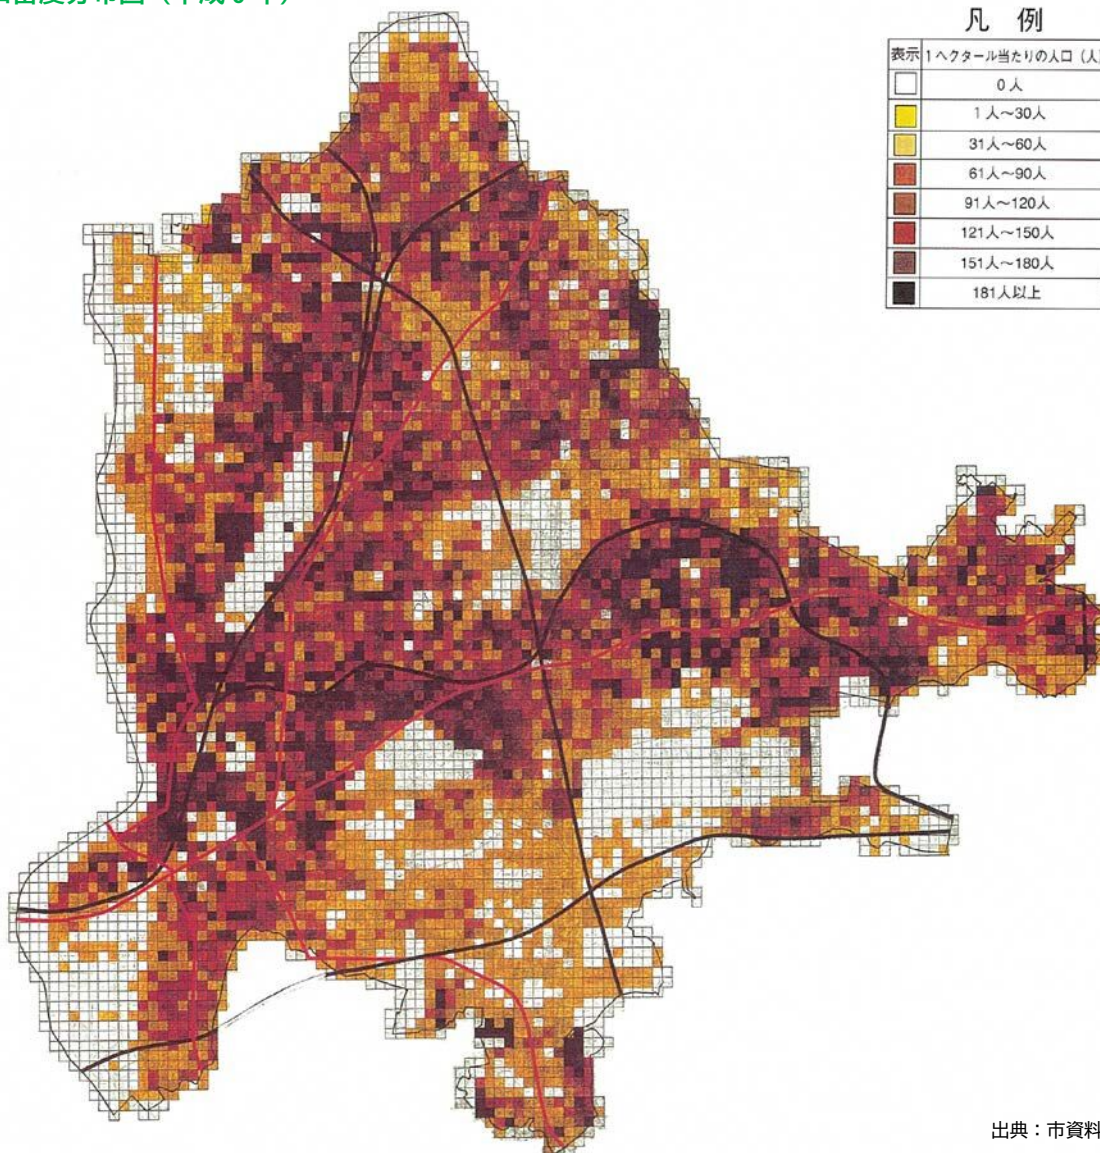 凡 例
表示 1ヘクタール当たりの人口（人
0人
1人～30人
31人～60人
61人～90人
91人～120人
121人～150人
151人～180人
181人以上
出典：市資料